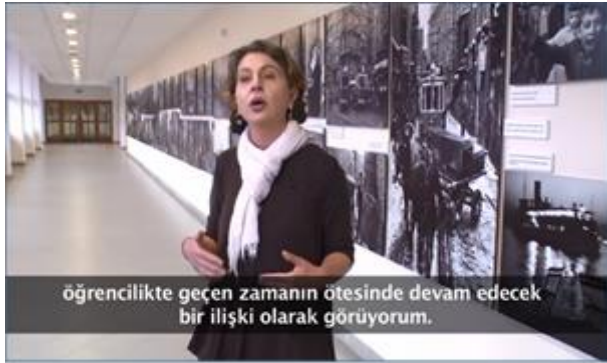 öğrencilikte geçen zamanın ötesinde devam edecek
bir ilişki olarak görüyorum.